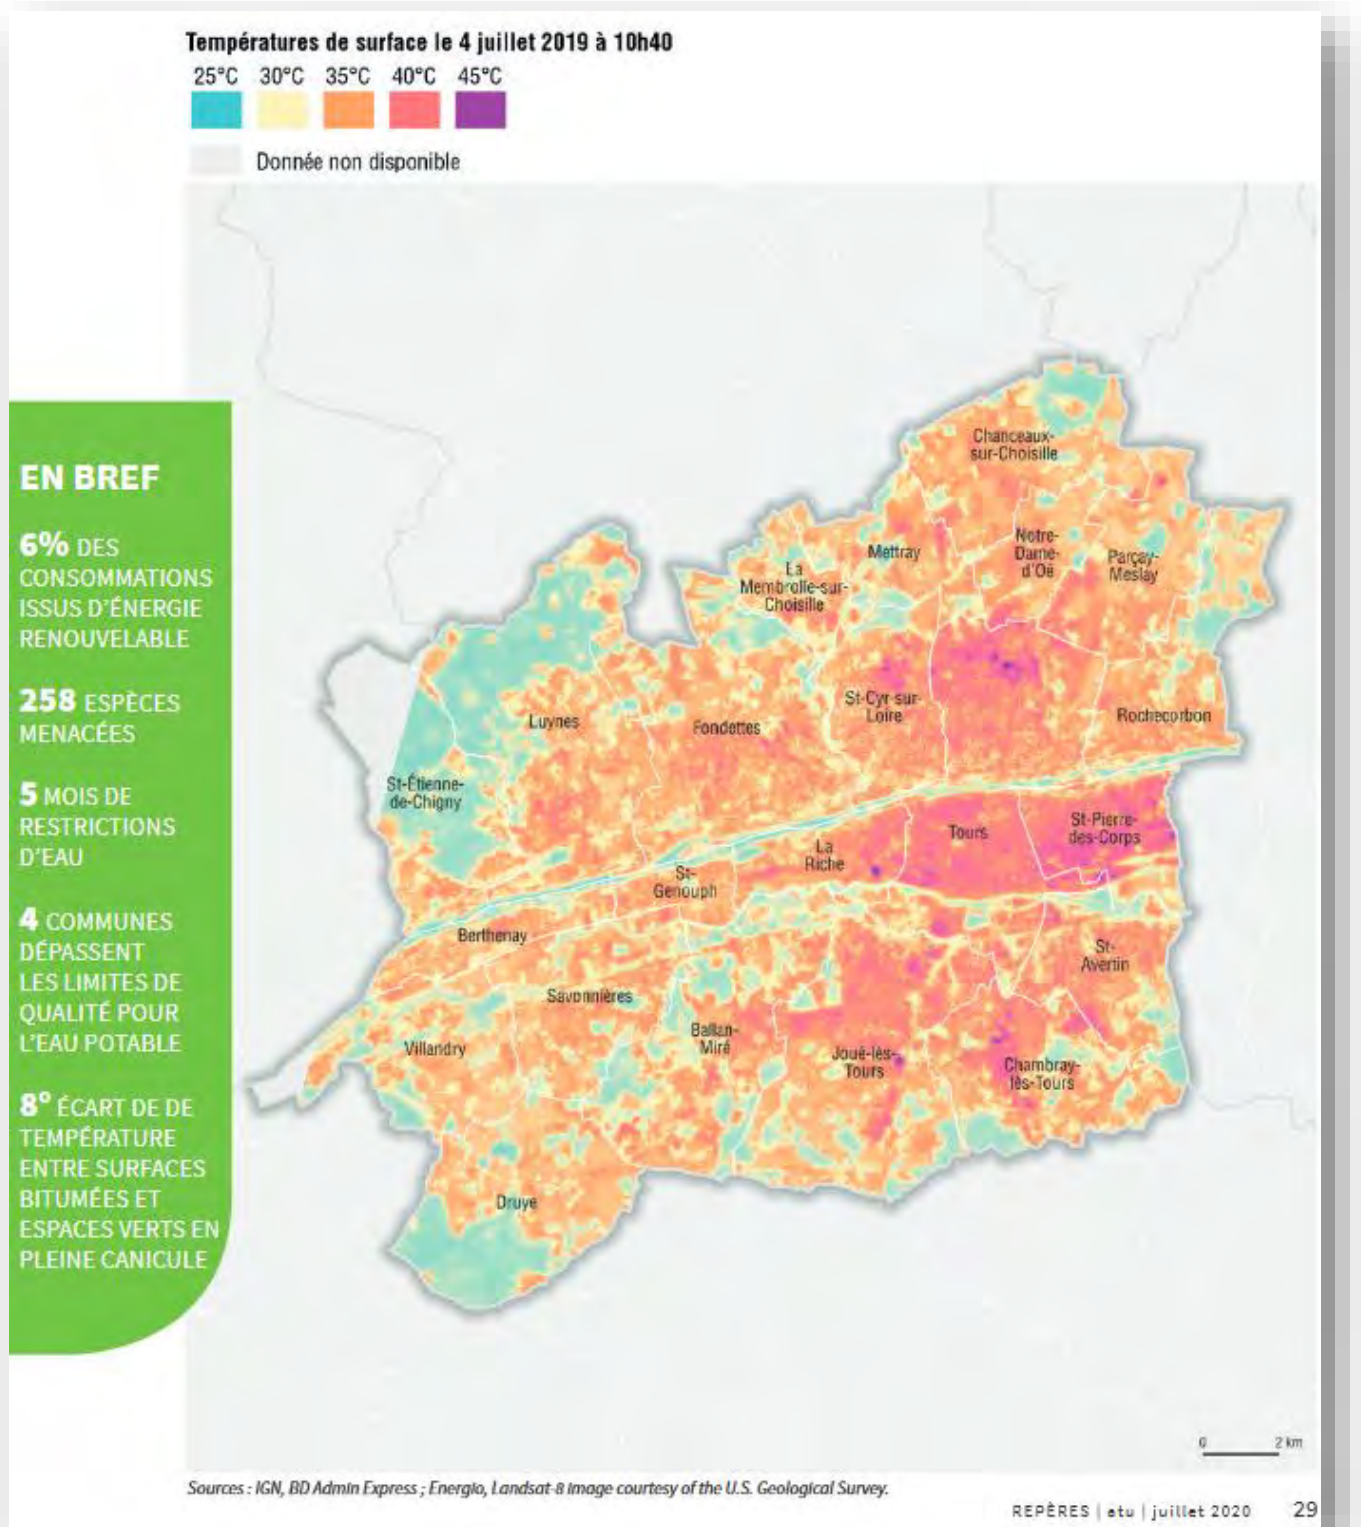 Températures de surface le 4 juillet 2019 à 10h40
25°C 30°C 35°C 40°C 45°C
Donnée non disponible
EN BREF
6% DES
CONSOMMATIONS
ISSUS D'ÉNERGIE
RENOUVELABLE
258 ESPÈCES
MENACÉES
5 MOIS DE
RESTRICTIONS
D'EAU
4 COMMUNES
DÉPASSENT
LES LIMITES DE
QUALITÉ POUR
L'EAU POTABLE
8° ÉCART DE DE
TEMPÉRATURE
ENTRE SURFACES
BITUMÉES ET
ESPACES VERTS EN
PLEINE CANICULE
Chanceaux-
sur-Choisille
Mettray
Notre-
Dame-
d'Oé
Parçay-
Meslay
La
Membrolle-sur-
Choisille
St-Cyr-sur-
Loire
Rochecorbon
Luynes
Fondettes
St-Étienne-
de-Chigny
Tours
St-Pierre-
des-Corps
La
Riche
St-
Genouph
Berthenay
St-
Avertin
Savonnières
Villandry
Ballan-
Miré
Joué-lès-
Tours
Chambray-
lès-Tours
Druye
0 2 km
Sources : IGN, BD Admin Express ; Energio, Landsat-8 image courtesy of the U.S. Geological Survey.
REPÈRES | atu | juillet 2020 29